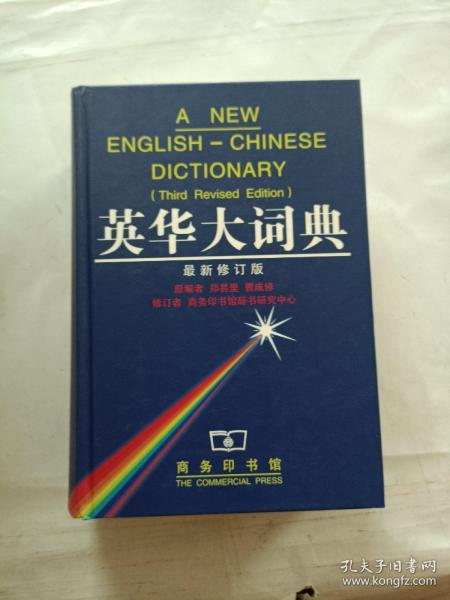 A NEW
ENGLISH - CHINESE
DICTIONARY
(Third Revised Edition)
英华大词典
最新修订版
原编者 郑易里 曹成修
修订者 商务印书馆辞书研究中心
商务印书馆
THE COMMERCIAL PRESS
孔夫子旧书网
www.kongfz.com